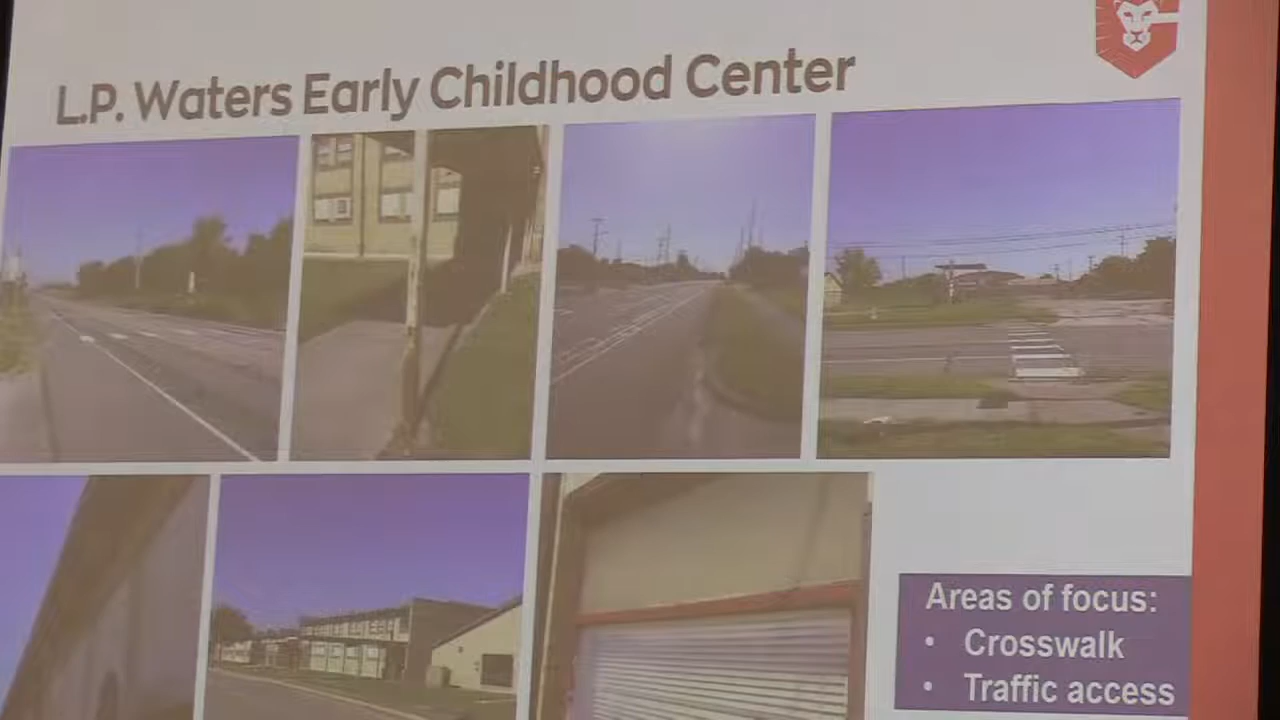 L.P. Waters Early Childhood Center
Areas of focus:
• Crosswalk
• Traffic access